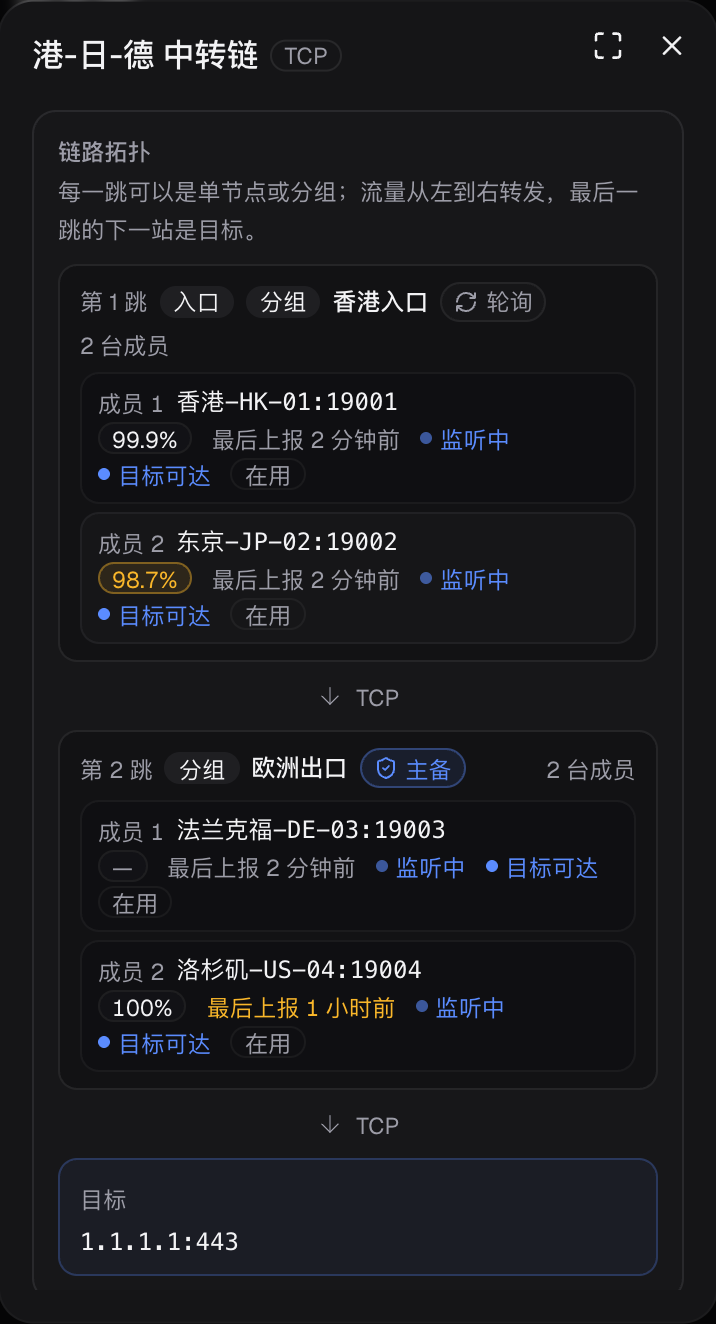 港-日-德 中转链 TCP
链路拓扑
每一跳可以是单节点或分组；流量从左到右转发，最后一
跳的下一站是目标。
第 1 跳 入口 分组 香港入口 轮询
2 台成员
成员 1 香港-HK-01:19001
99.9% 最后上报 2 分钟前 监听中
目标可达 在用
成员 2 东京-JP-02:19002
98.7% 最后上报 2 分钟前 监听中
目标可达 在用
↓ TCP
第 2 跳 分组 欧洲出口 主备 2 台成员
成员 1 法兰克福-DE-03:19003
— 最后上报 2 分钟前 监听中 目标可达
在用
成员 2 洛杉矶-US-04:19004
100% 最后上报 1 小时前 监听中
目标可达 在用
↓ TCP
目标
1.1.1.1:443